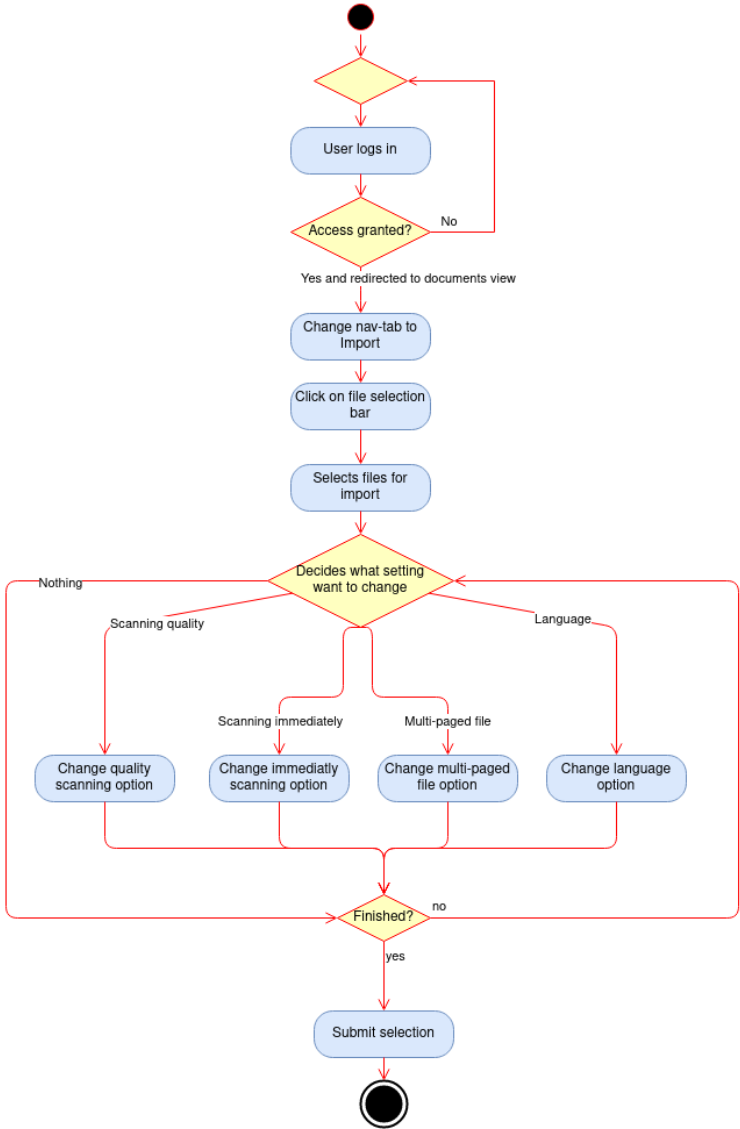 User logs in
Access granted?
No
Yes and redirected to documents view
Change nav-tab to
Import
Click on file selection
bar
Selects files for
import
Decides what setting
want to change
Nothing
Scanning quality
Language
Scanning immediately
Multi-paged file
Change quality
scanning option
Change immediatly
scanning option
Change multi-paged
file option
Change language
option
Finished?
no
yes
Submit selection